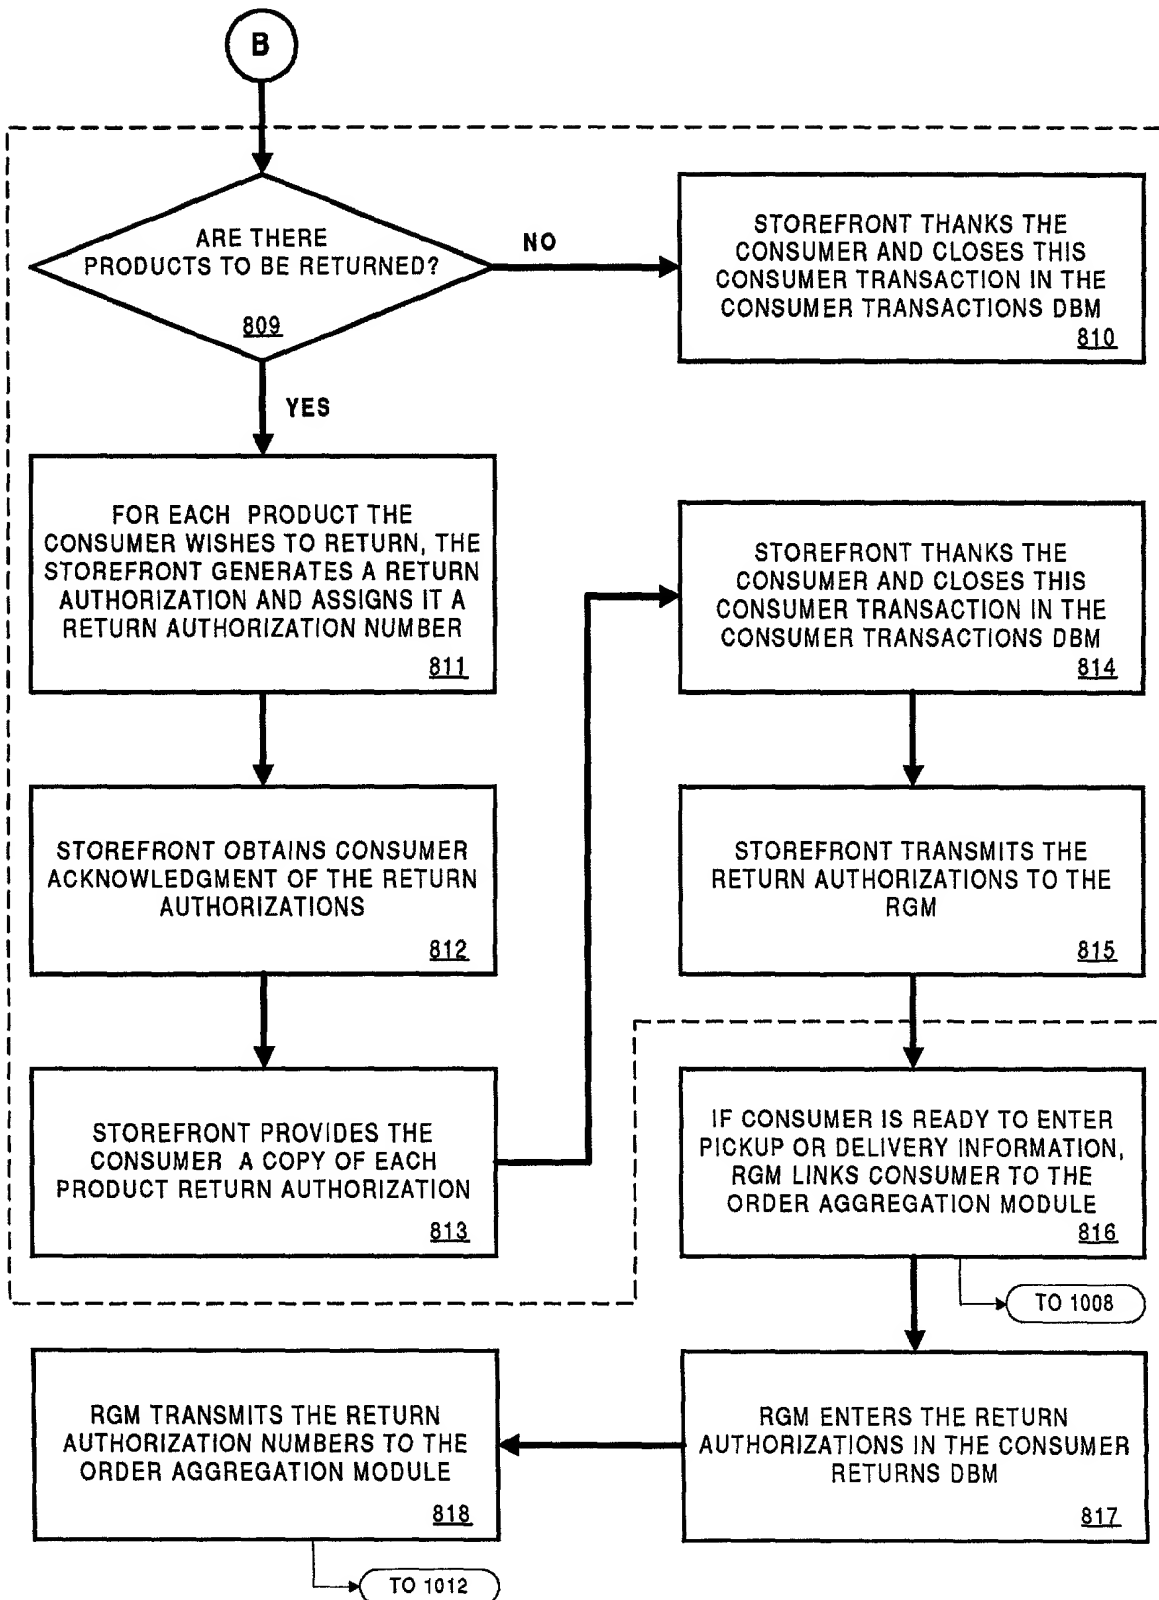 B
ARE THERE
PRODUCTS TO BE RETURNED?
809
NO
STOREFRONT THANKS THE
CONSUMER AND CLOSES THIS
CONSUMER TRANSACTION IN THE
CONSUMER TRANSACTIONS DBM
810
YES
FOR EACH PRODUCT THE
CONSUMER WISHES TO RETURN, THE
STOREFRONT GENERATES A RETURN
AUTHORIZATION AND ASSIGNS IT A
RETURN AUTHORIZATION NUMBER
811
STOREFRONT OBTAINS CONSUMER
ACKNOWLEDGMENT OF THE RETURN
AUTHORIZATIONS
812
STOREFRONT PROVIDES THE
CONSUMER A COPY OF EACH
PRODUCT RETURN AUTHORIZATION
813
STOREFRONT THANKS THE
CONSUMER AND CLOSES THIS
CONSUMER TRANSACTION IN THE
CONSUMER TRANSACTIONS DBM
814
STOREFRONT TRANSMITS THE
RETURN AUTHORIZATIONS TO THE
RGM
815
IF CONSUMER IS READY TO ENTER
PICKUP OR DELIVERY INFORMATION,
RGM LINKS CONSUMER TO THE
ORDER AGGREGATION MODULE
816
TO 1008
RGM ENTERS THE RETURN
AUTHORIZATIONS IN THE CONSUMER
RETURNS DBM
817
RGM TRANSMITS THE RETURN
AUTHORIZATION NUMBERS TO THE
ORDER AGGREGATION MODULE
818
TO 1012